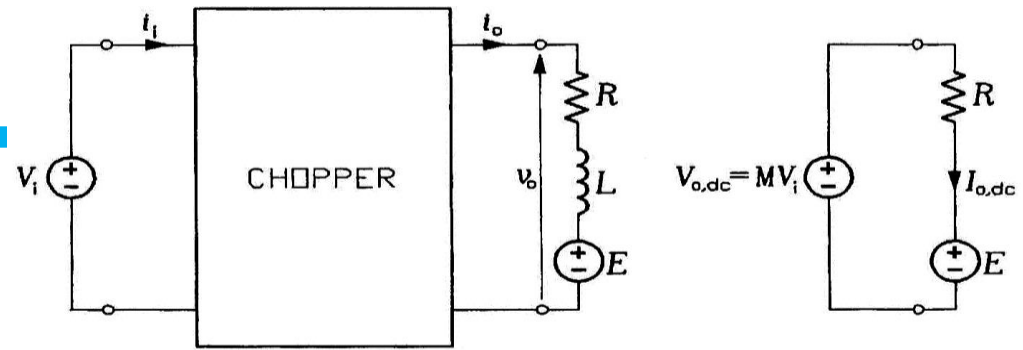 i_i
i_o
V_i
+
−
CHOPPER
v_o
R
L
+
−
E
V_o,dc=MV_i
+
−
R
I_o,dc
+
−
E